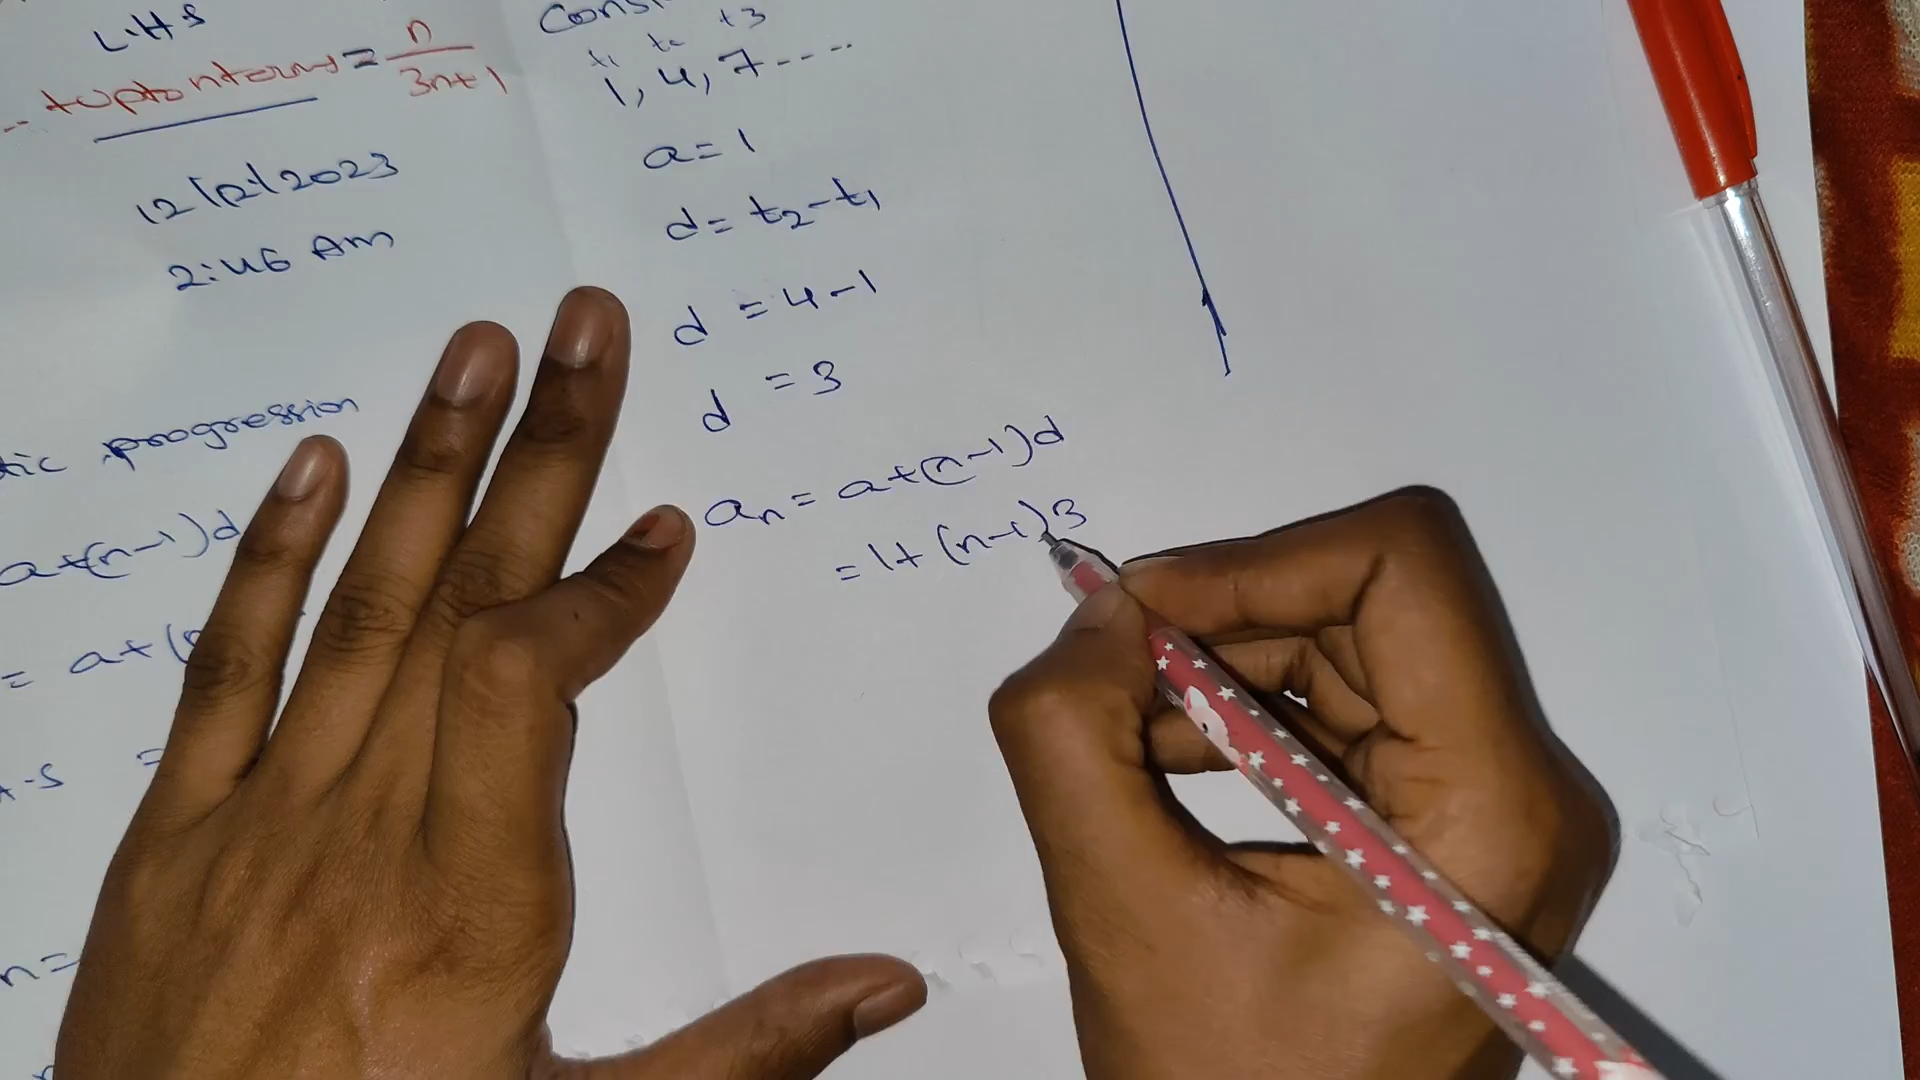 L.H.S
... + upto n terms = n
3n+1
12/12/2023
2:46 Am
tic progression
a+(n-1)d
= a+(
-S =
n=
t1 t2 t3
1, 4, 7 ....
a=1
d= t2-t1
d = 4-1
d = 3
an = a+(n-1)d
= 1+(n-1)3